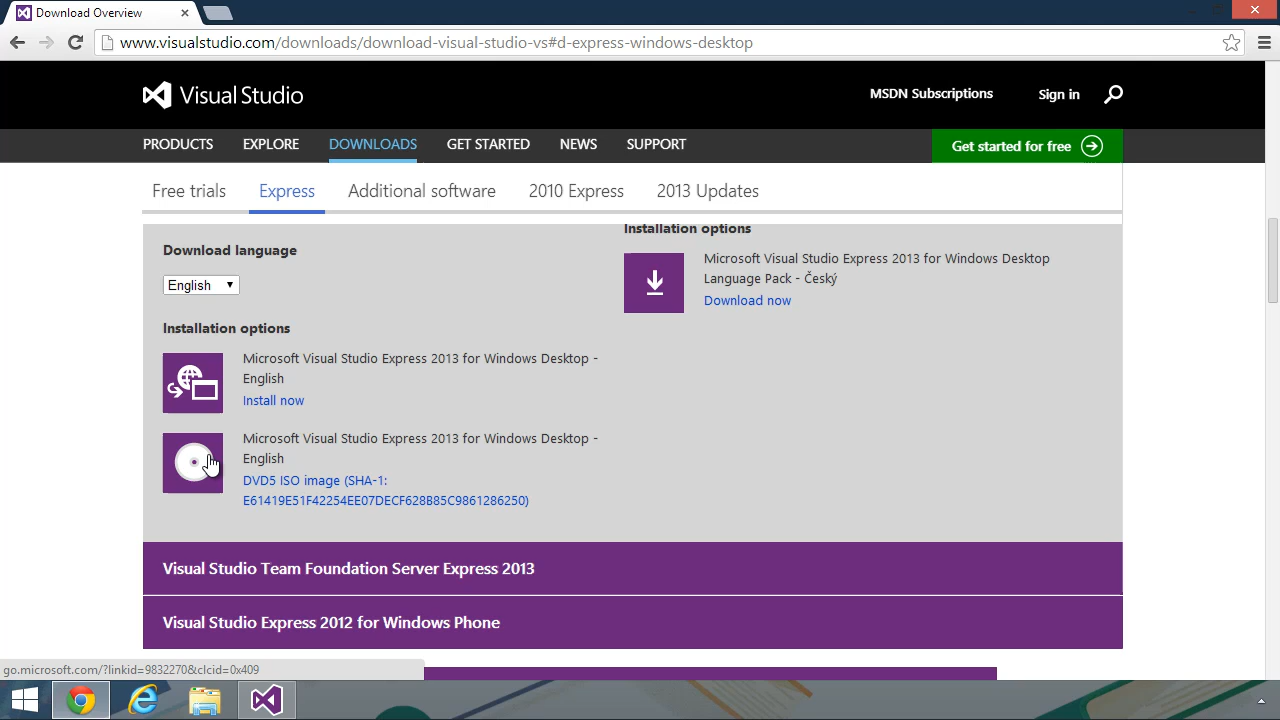 Download Overview
www.visualstudio.com/downloads/download-visual-studio-vs#d-express-windows-desktop
Visual Studio
MSDN Subscriptions
Sign in
PRODUCTS
EXPLORE
DOWNLOADS
GET STARTED
NEWS
SUPPORT
Get started for free
Free trials
Express
Additional software
2010 Express
2013 Updates
Download language
English
Installation options
Microsoft Visual Studio Express 2013 for Windows Desktop -
English
Install now
Microsoft Visual Studio Express 2013 for Windows Desktop -
English
DVD5 ISO image (SHA-1:
E61419E51F42254EE07DECF628B85C9861286250)
Installation options
Microsoft Visual Studio Express 2013 for Windows Desktop
Language Pack - Český
Download now
Visual Studio Team Foundation Server Express 2013
Visual Studio Express 2012 for Windows Phone
go.microsoft.com/?linkid=9832270&clcid=0x409